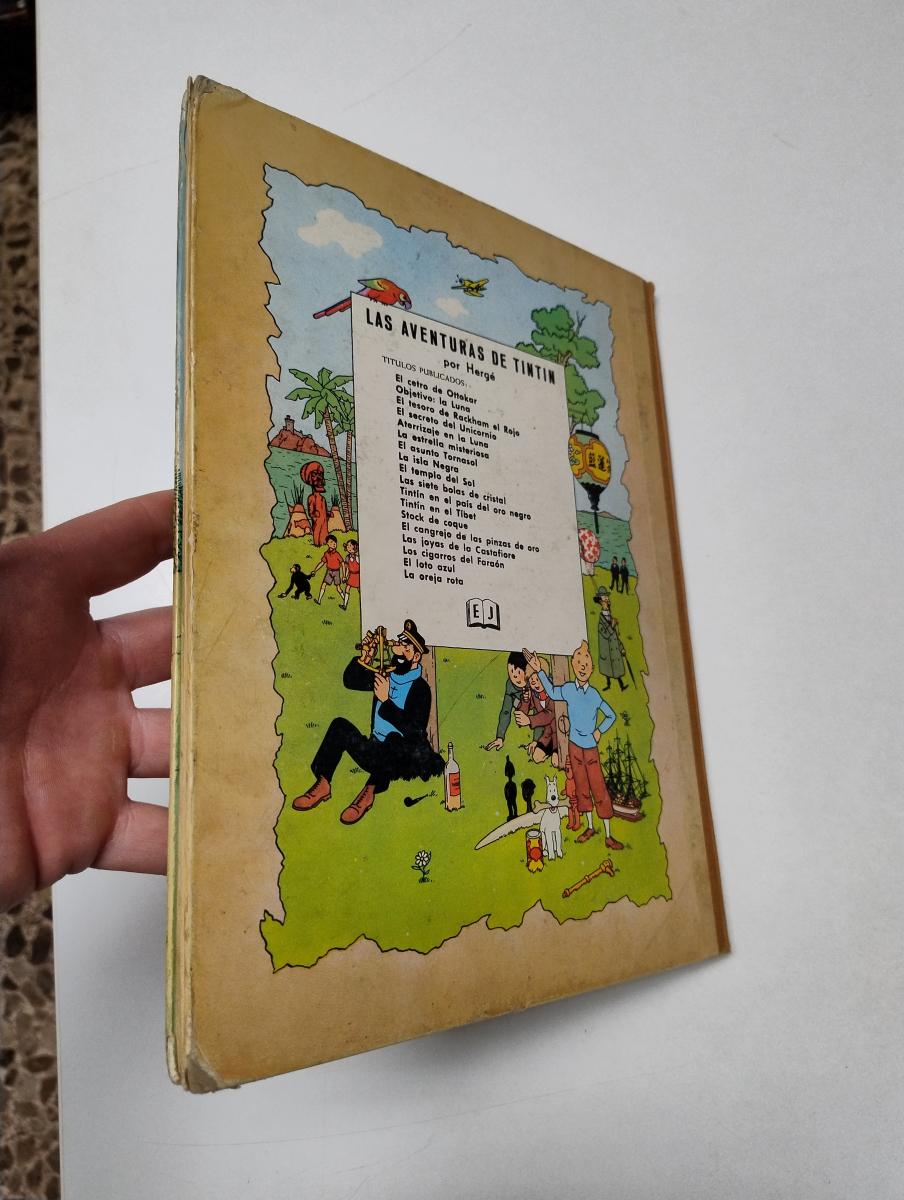 LAS AVENTURAS DE TINTIN
por Hergé
TITULOS PUBLICADOS:
El cetro de Ottokar
Objetivo: la Luna
El tesoro de Rackham el Rojo
El secreto del Unicornio
Aterrizaje en la Luna
La estrella misteriosa
El asunto Tornasol
La isla Negra
El templo del Sol
Las siete bolas de cristal
Tintín en el país del oro negro
Tintín en el Tíbet
Stock de coque
El cangrejo de las pinzas de oro
Las joyas de la Castafiore
Los cigarros del Faraón
El loto azul
La oreja rota
E J